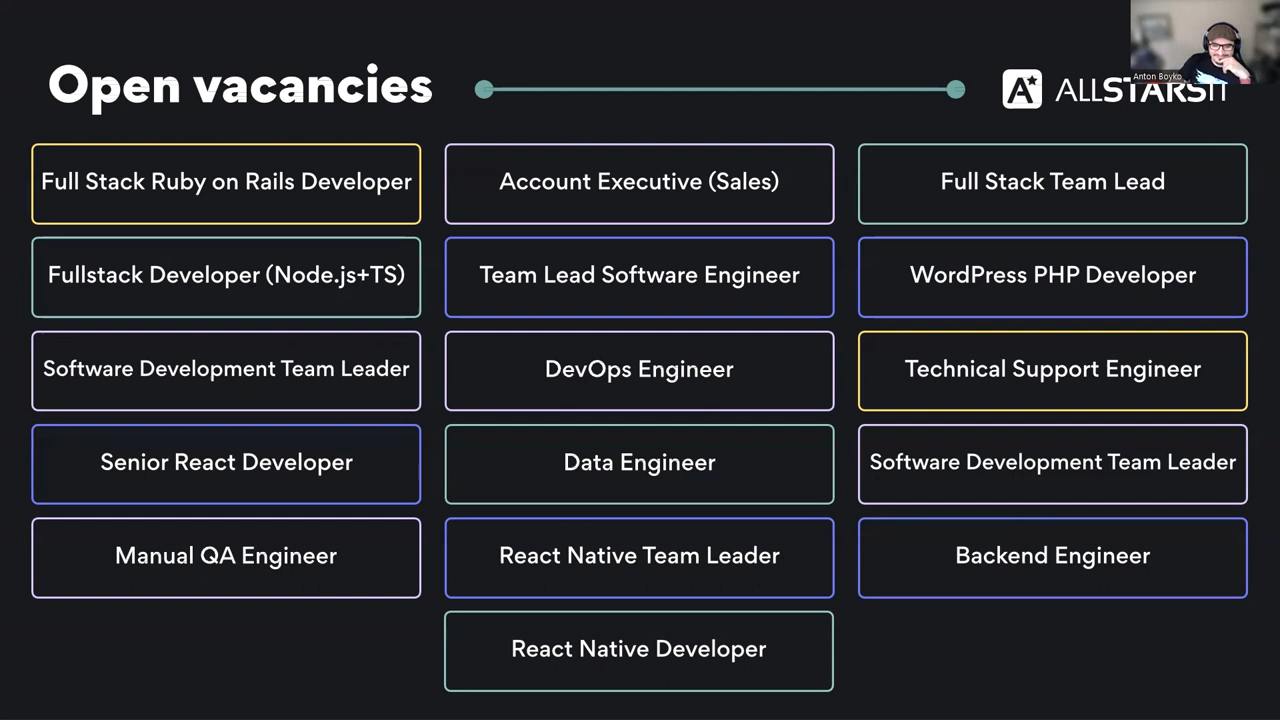 Open vacancies
Anton Boyko
ALLSTARSIT
Full Stack Ruby on Rails Developer
Account Executive (Sales)
Full Stack Team Lead
Fullstack Developer (Node.js+TS)
Team Lead Software Engineer
WordPress PHP Developer
Software Development Team Leader
DevOps Engineer
Technical Support Engineer
Senior React Developer
Data Engineer
Software Development Team Leader
Manual QA Engineer
React Native Team Leader
Backend Engineer
React Native Developer